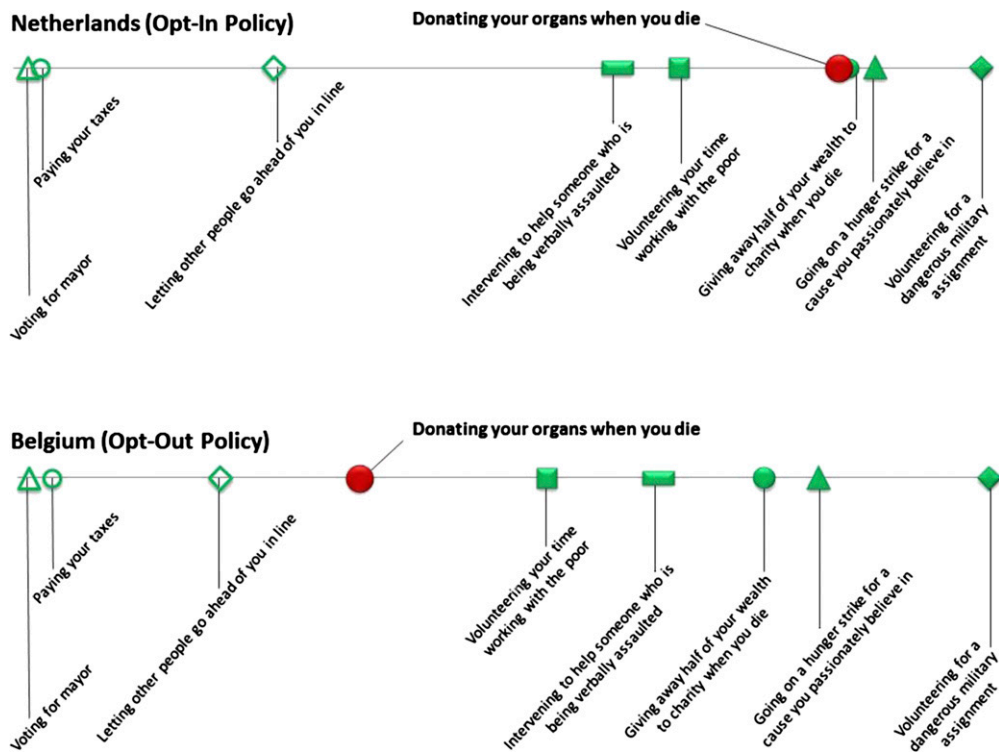 Netherlands (Opt-In Policy)
Donating your organs when you die
Voting for mayor
Paying your taxes
Letting other people go ahead of you in line
Intervening to help someone who is
being verbally assaulted
Volunteering your time
working with the poor
Giving away half of your wealth to
charity when you die
Going on a hunger strike for a
cause you passionately believe in
Volunteering for a
dangerous military
assignment
Belgium (Opt-Out Policy)
Donating your organs when you die
Voting for mayor
Paying your taxes
Letting other people go ahead of you in line
Volunteering your time
working with the poor
Intervening to help someone who is
being verbally assaulted
Giving away half of your wealth
to charity when you die
Going on a hunger strike for a
cause you passionately believe in
Volunteering for a
dangerous military
assignment